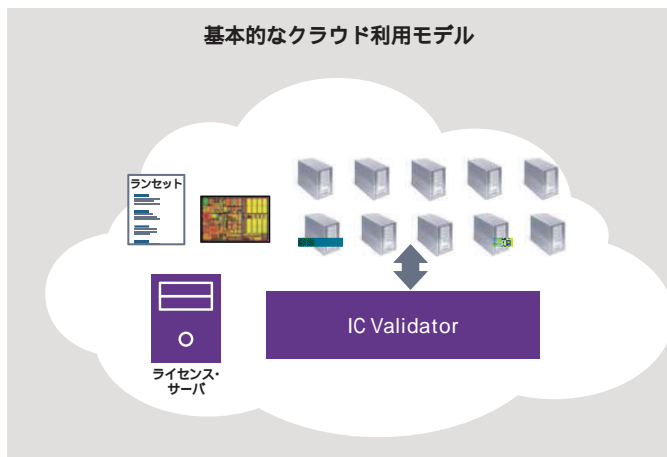 基本的なクラウド利用モデル
ランセット
IC Validator
ライセンス・
サーバ